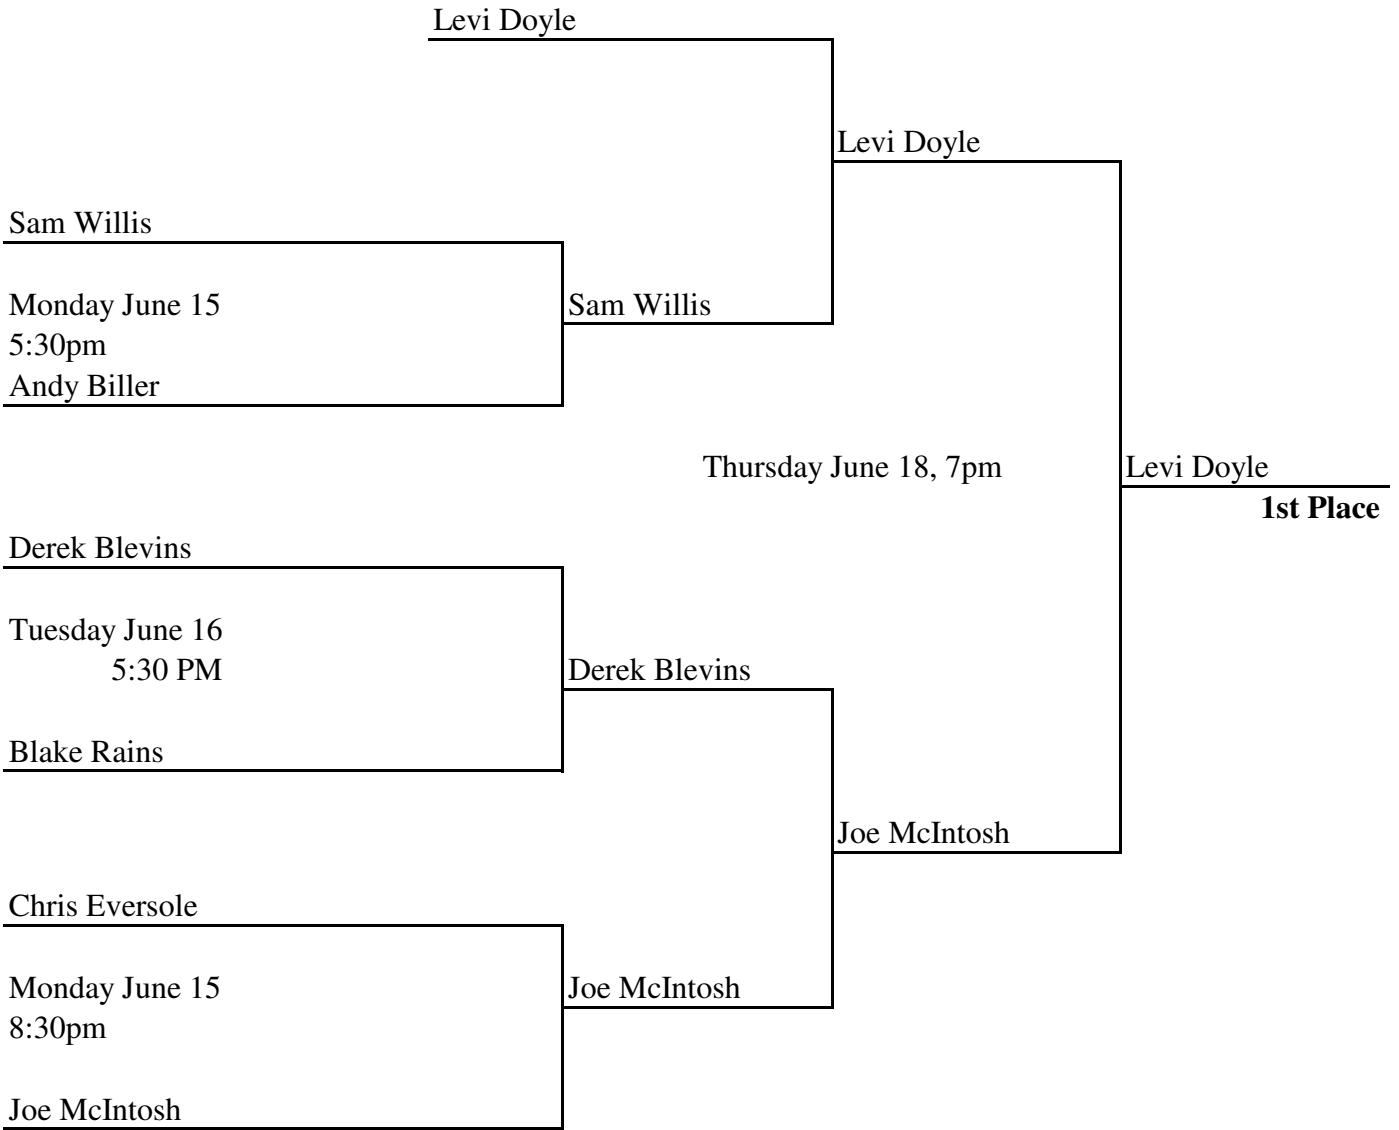 Levi Doyle
Levi Doyle
Sam Willis
Monday June 15
Sam Willis
5:30pm
Andy Biller
Thursday June 18, 7pm
Levi Doyle
1st Place
Derek Blevins
Tuesday June 16
5:30 PM
Derek Blevins
Blake Rains
Joe McIntosh
Chris Eversole
Monday June 15
Joe McIntosh
8:30pm
Joe McIntosh